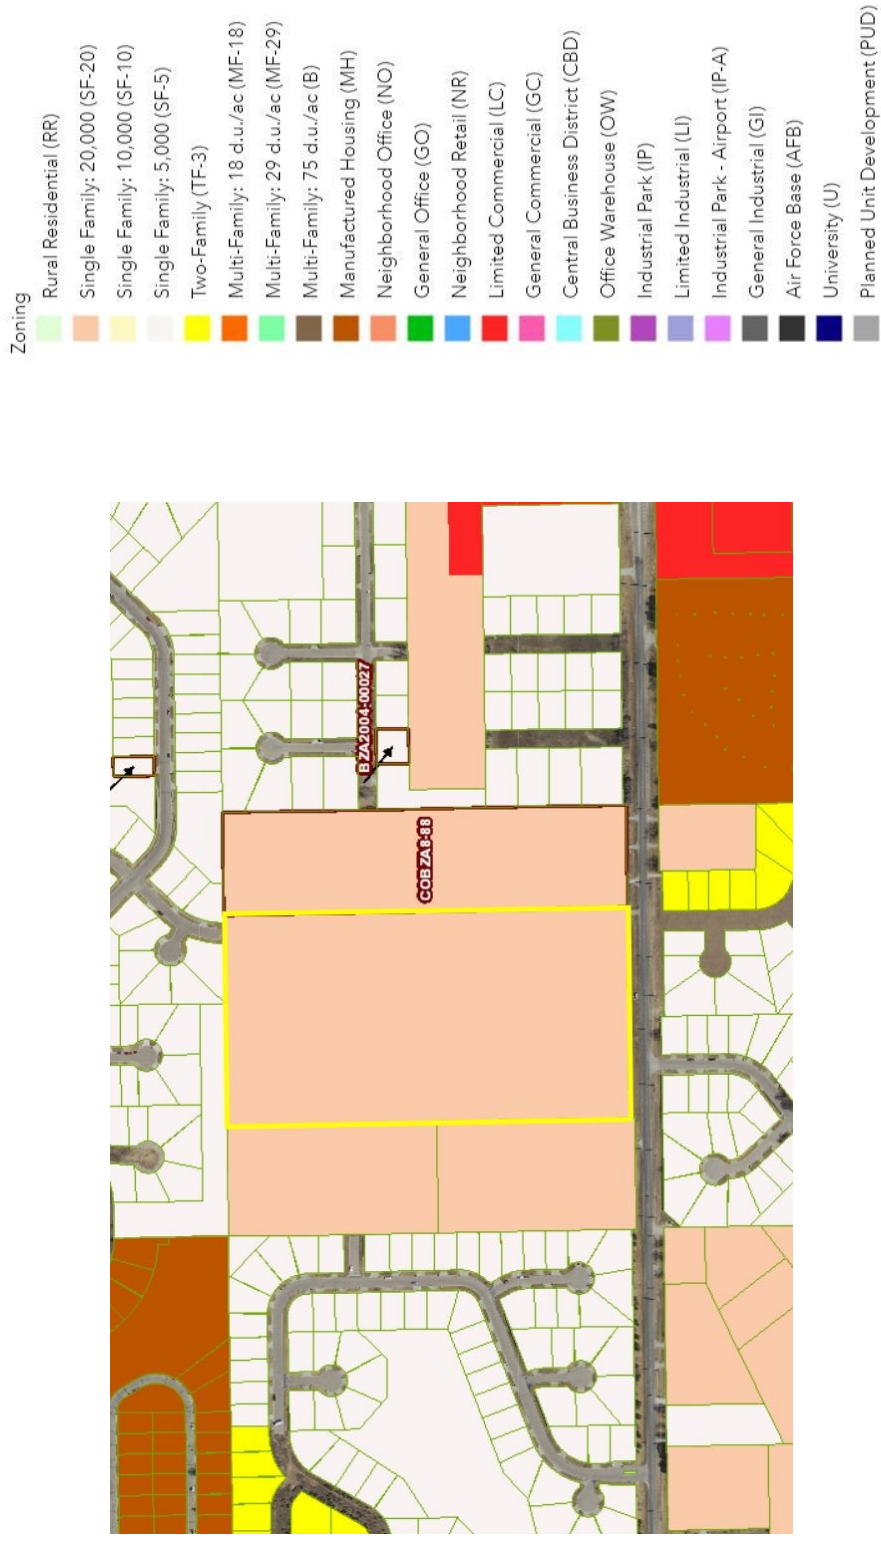 Zoning
Rural Residential (RR)
Single Family: 20,000 (SF-20)
Single Family: 10,000 (SF-10)
Single Family: 5,000 (SF-5)
Two-Family (TF-3)
Multi-Family: 18 d.u./ac (MF-18)
Multi-Family: 29 d.u./ac (MF-29)
Multi-Family: 75 d.u./ac (B)
Manufactured Housing (MH)
Neighborhood Office (NO)
General Office (GO)
Neighborhood Retail (NR)
Limited Commercial (LC)
General Commercial (GC)
Central Business District (CBD)
Office Warehouse (OW)
Industrial Park (IP)
Limited Industrial (LI)
Industrial Park - Airport (IP-A)
General Industrial (GI)
Air Force Base (AFB)
University (U)
Planned Unit Development (PUD)
BZA2004-00027
COBZA8-88